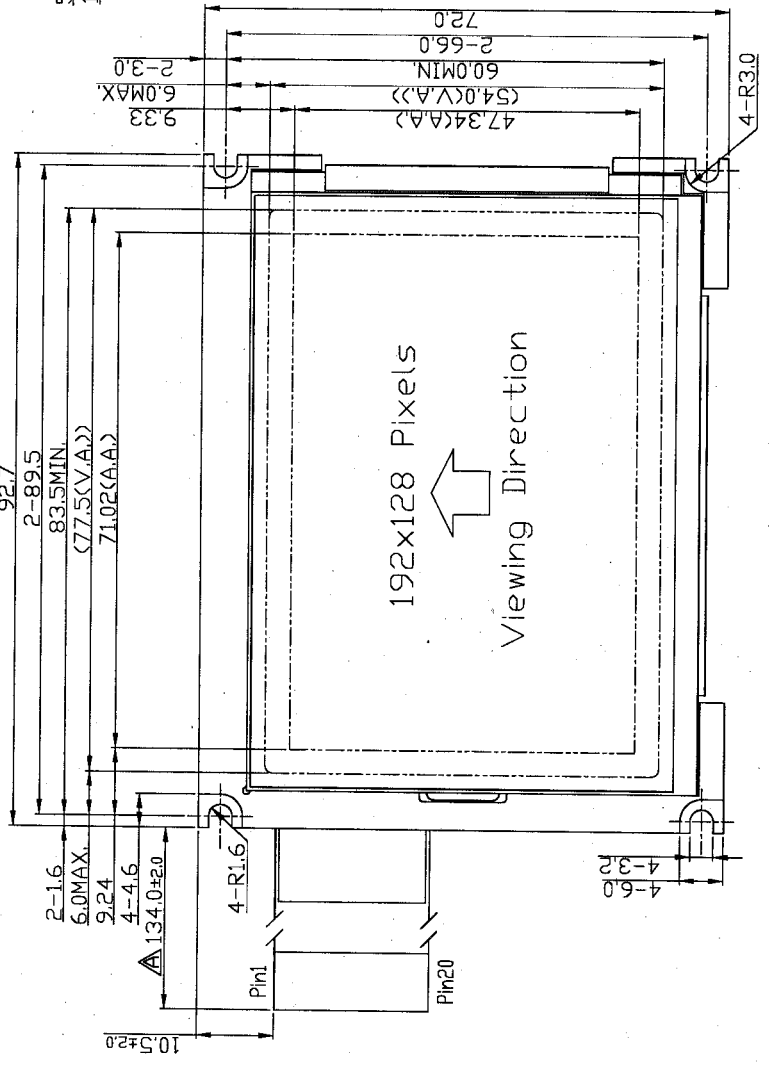 72.0
2-66.0
60.0MIN.
(54.0(V.A.))
47.34(A.A.)
2-3.0
6.0MAX.
9.33
4-R3.0
92.7
2-89.5
83.5MIN.
(77.5(V.A.))
71.02(A.A.)
2-1.6
6.0MAX.
9.24
4-4.6
A 134.0±2.0
10.5±2.0
4-R1.6
4-3.2
4-6.0
Pin1
Pin20
192x128 Pixels
Viewing Direction